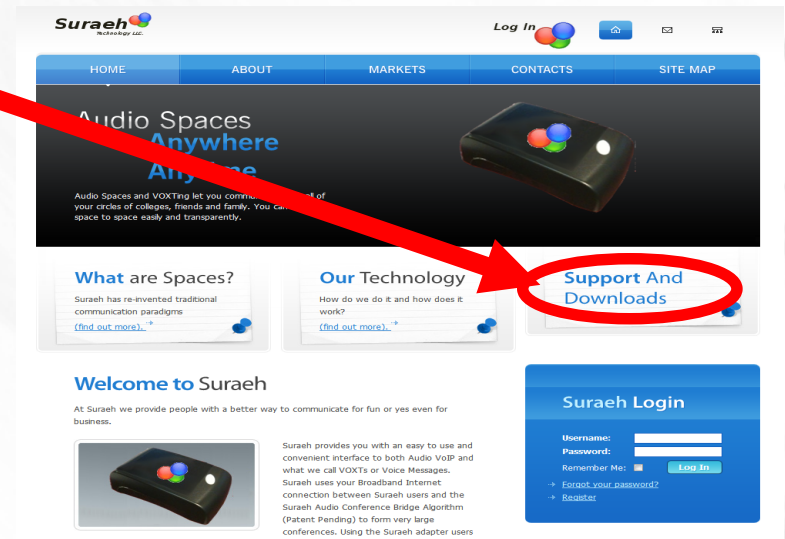 Suraeh
Technology LLC.
Log In
HOME
ABOUT
MARKETS
CONTACTS
SITE MAP
Audio Spaces
Anywhere
Audio Spaces and VOXTing let you of
your circles of colleges, friends and family. You
space to space easily and transparently.
What are Spaces?
Suraeh has re-invented traditional
communication paradigms
(find out more).
Our Technology
How do we do it and how does it
work?
(find out more).
Support And
Downloads
Welcome to Suraeh
At Suraeh we provide people with a better way to communicate for fun or yes even for
business.
Suraeh provides you with an easy to use and
convenient interface to both Audio VoIP and
what we call VOXTs or Voice Messages.
Suraeh uses your Broadband Internet
connection between Suraeh users and the
Suraeh Audio Conference Bridge Algorithm
(Patent Pending) to form very large
conferences. Using the Suraeh adapter users
Suraeh Login
Username:
Password:
Remember Me:
Log In
Forgot your password?
Register